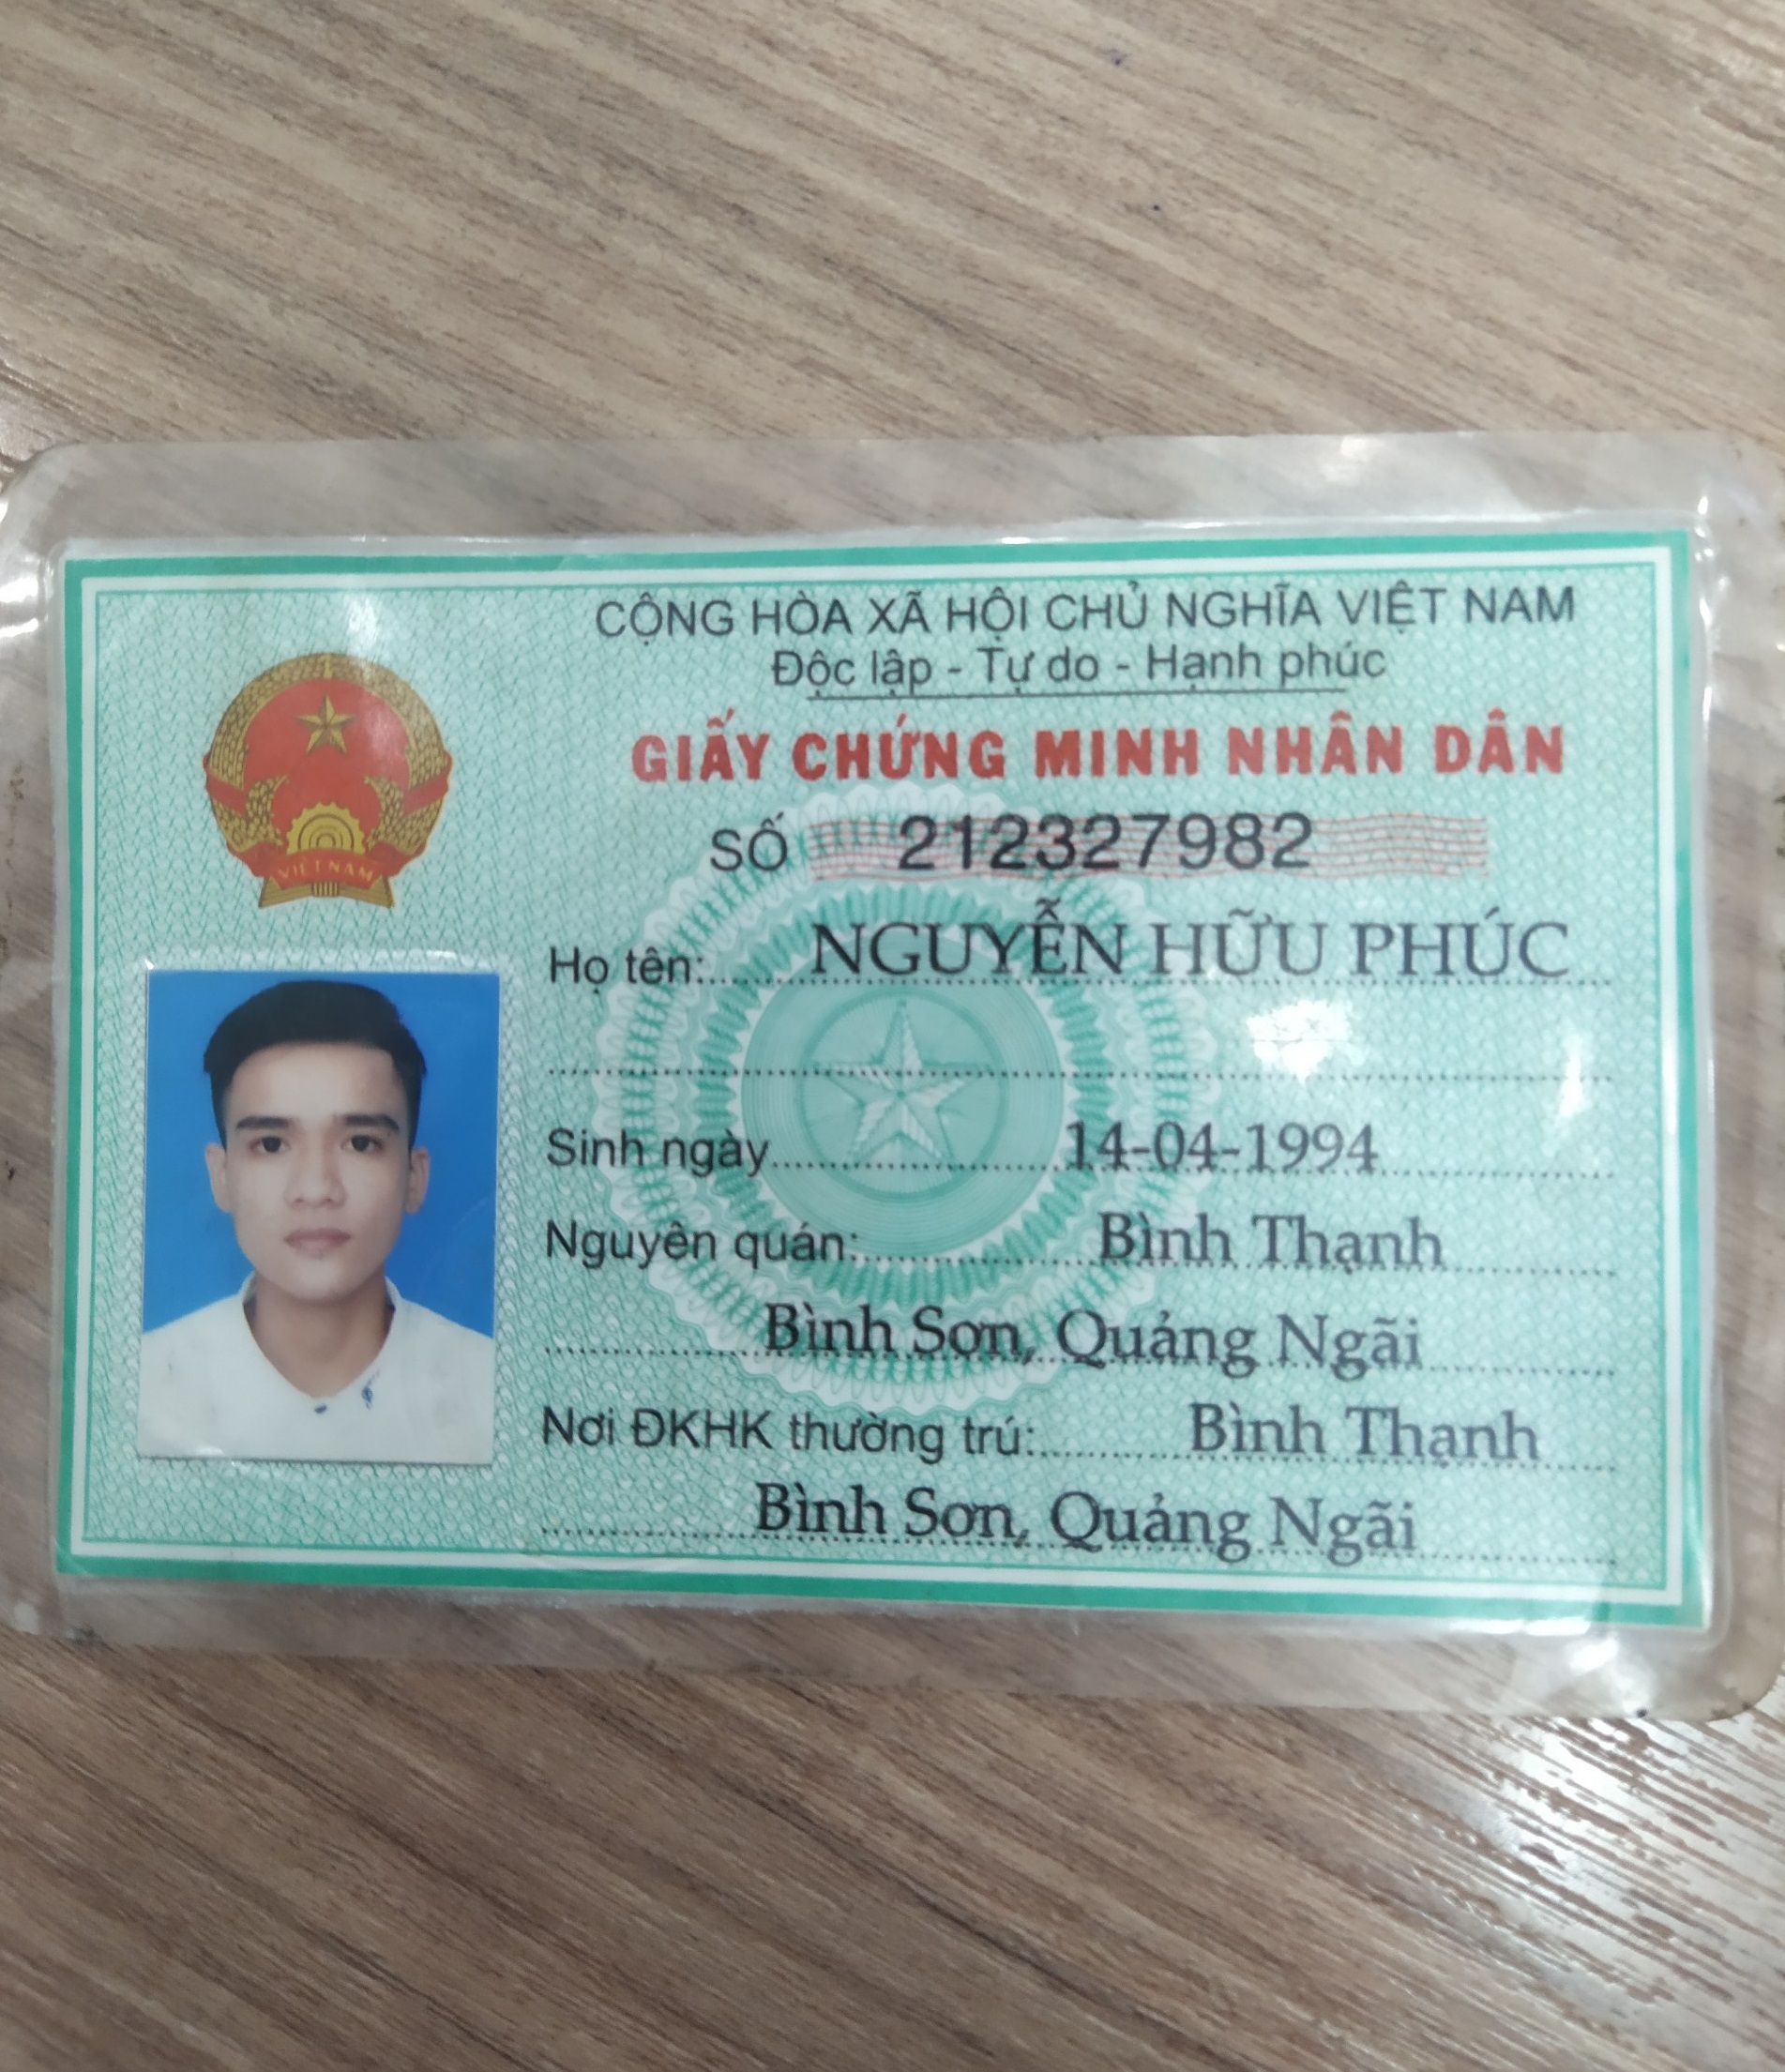 CỘNG HÒA XÃ HỘI CHỦ NGHĨA VIỆT NAM
Độc lập - Tự do - Hạnh phúc
GIẤY CHỨNG MINH NHÂN DÂN
SỐ 212327982
VIỆT NAM
Họ tên: NGUYỄN HỮU PHÚC
Sinh ngày 14-04-1994
Nguyên quán: Bình Thạnh
Bình Sơn, Quảng Ngãi
Nơi ĐKHK thường trú: Bình Thạnh
Bình Sơn, Quảng Ngãi